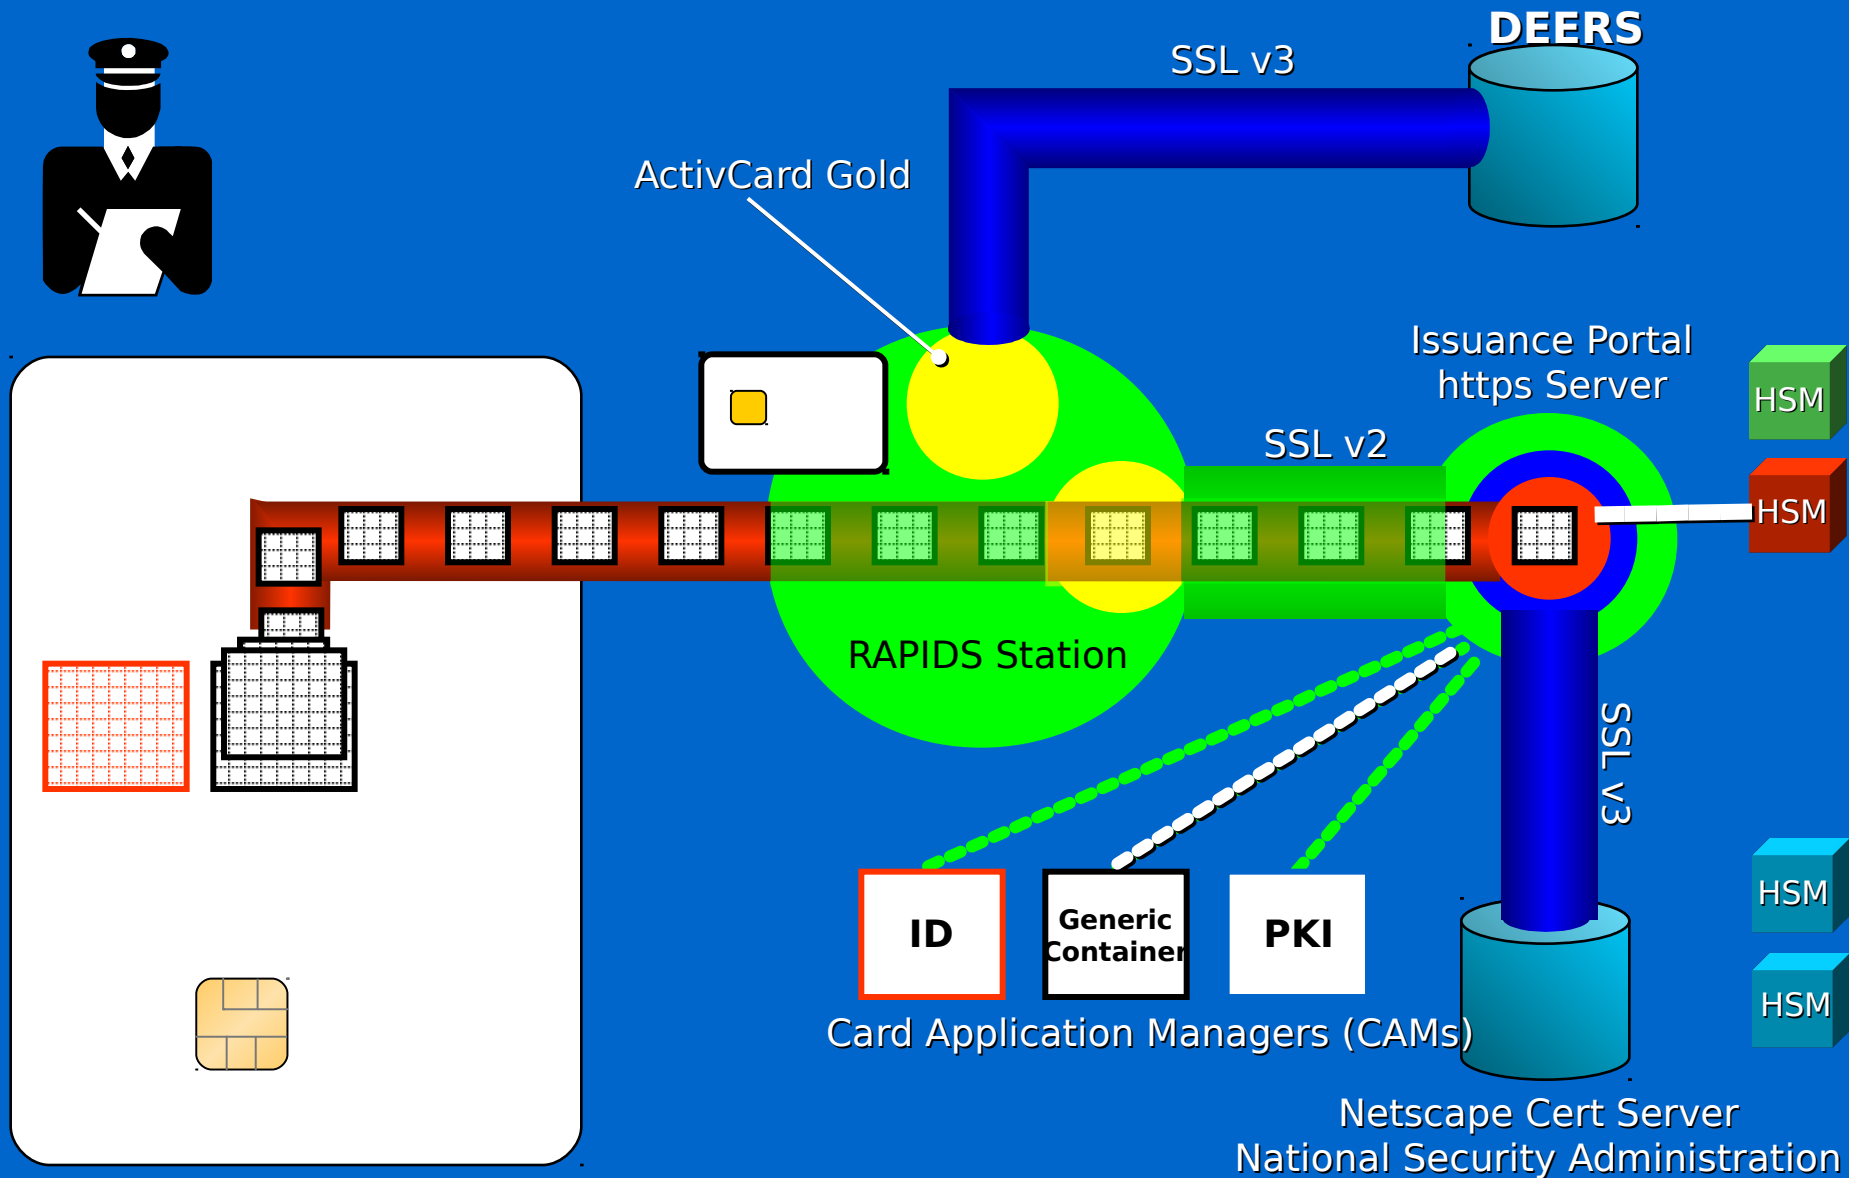 DEERS
SSL v3
ActivCard Gold
Issuance Portal
https Server
HSM
SSL v2
HSM
RAPIDS Station
SSL v3
HSM
ID
Generic
Container
PKI
HSM
Card Application Managers (CAMs)
Netscape Cert Server
National Security Administration